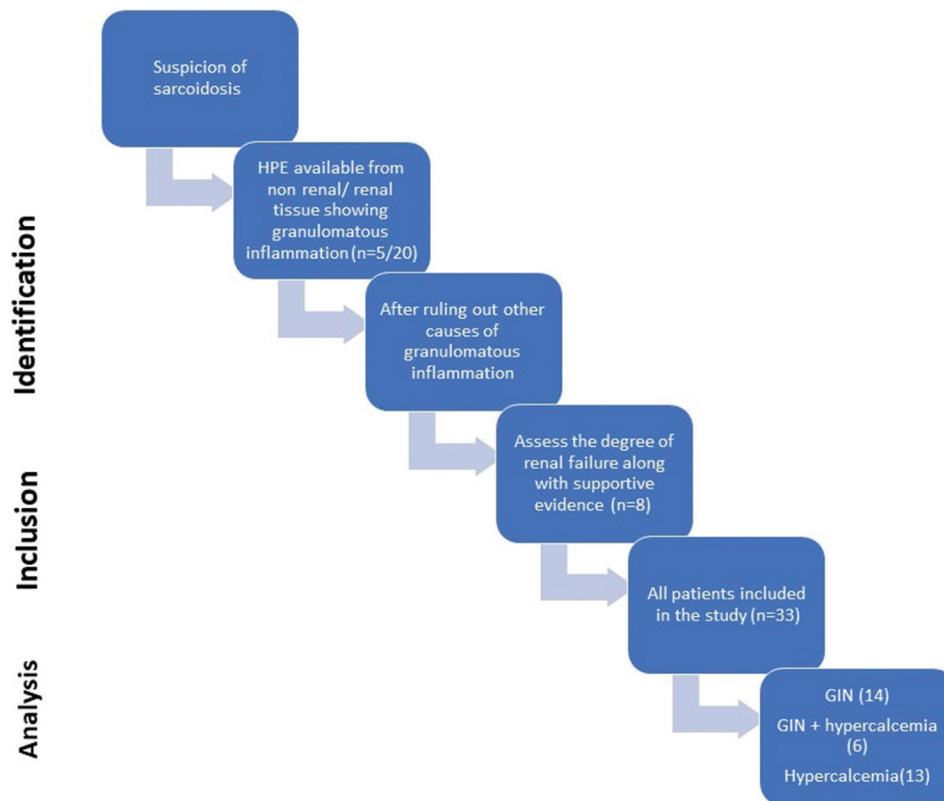 Suspicion of
sarcoidosis
HPE available from
non renal/ renal
tissue showing
granulomatous
inflammation (n=5/20)
After ruling out other
causes of
granulomatous
inflammation
Assess the degree of
renal failure along
with supportive
evidence (n=8)
All patients included
in the study (n=33)
GIN (14)
GIN + hypercalcemia
(6)
Hypercalcemia(13)
Identification
Inclusion
Analysis